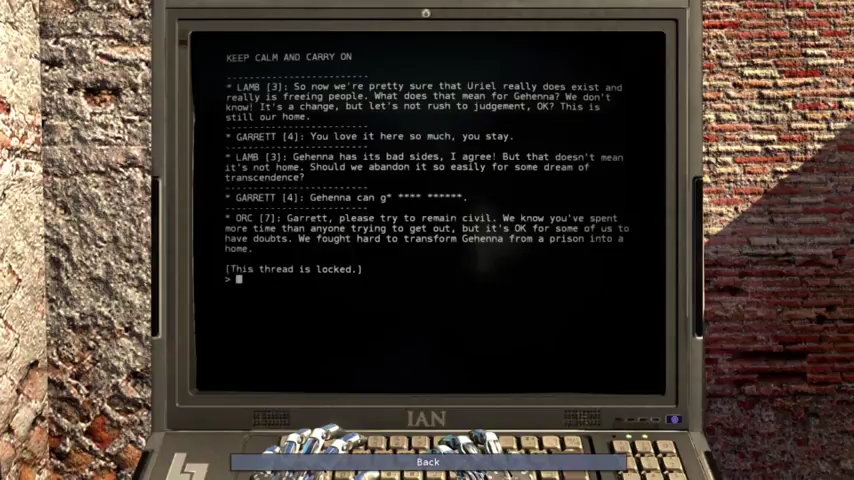 KEEP CALM AND CARRY ON
-----------------------------
* LAMB [3]: So now we're pretty sure that Uriel really does exist and
really is freeing people. What does that mean for Gehenna? We don't
know! It's a change, but let's not rush to judgement, OK? This is
still our home.
-----------------------------
* GARRETT [4]: You love it here so much, you stay.
-----------------------------
* LAMB [3]: Gehenna has its bad sides, I agree! But that doesn't mean
it's not home. Should we abandon it so easily for some dream of
transcendence?
-----------------------------
* GARRETT [4]: Gehenna can g* **** ******.
-----------------------------
* ORC [7]: Garrett, please try to remain civil. We know you've spent
more time than anyone trying to get out, but it's OK for some of us to
have doubts. We fought hard to transform Gehenna from a prison into a
home.
[This thread is locked.]
>
IAN
Back